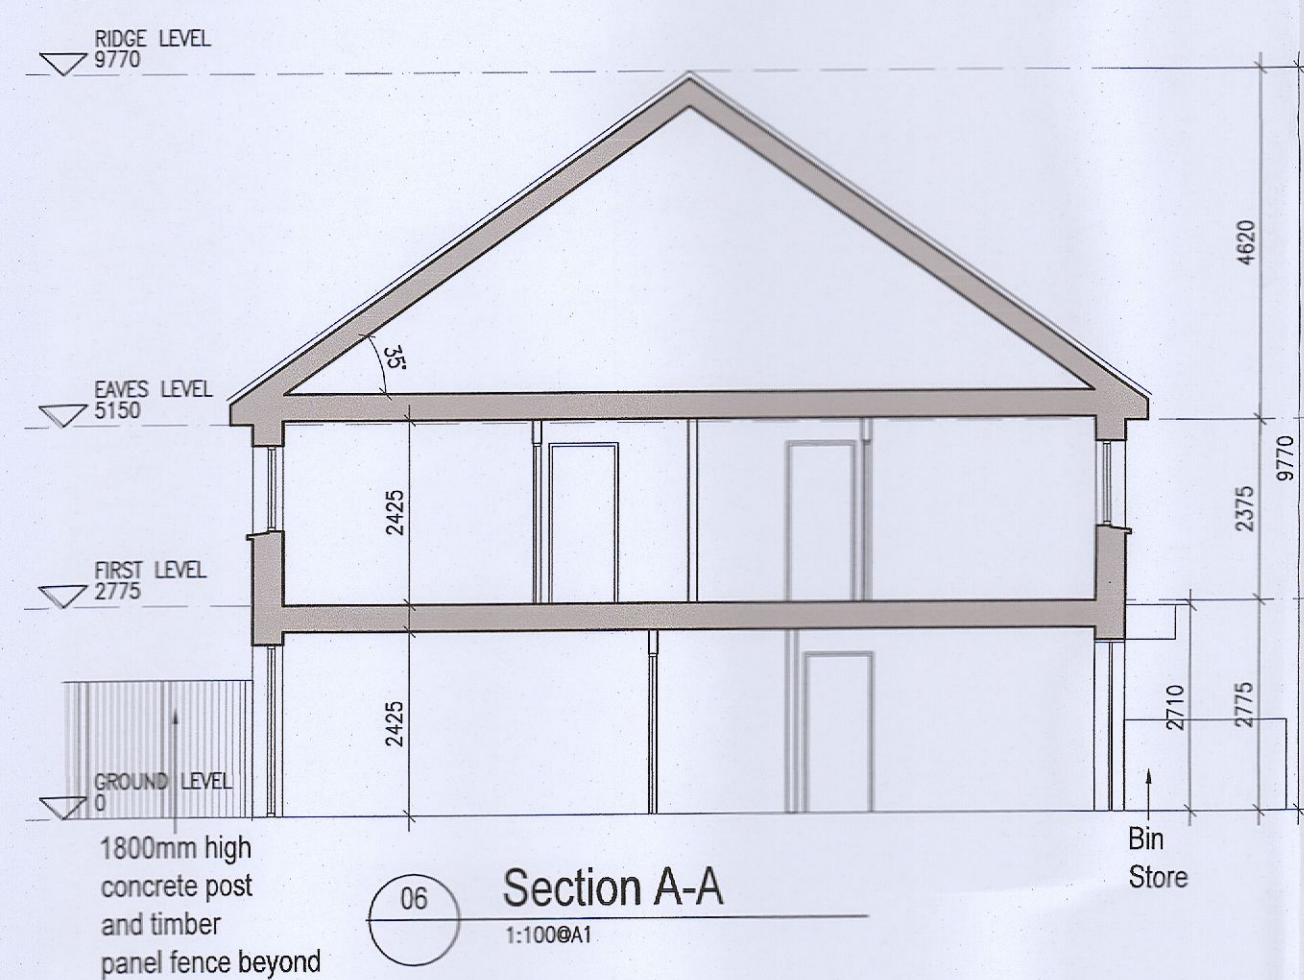 RIDGE LEVEL
9770
4620
35°
EAVES LEVEL
5150
9770
2425
2375
FIRST LEVEL
2775
2425
2710
2775
GROUND LEVEL
0
1800mm high
concrete post
and timber
panel fence beyond
06
Section A-A
1:100@A1
Bin
Store